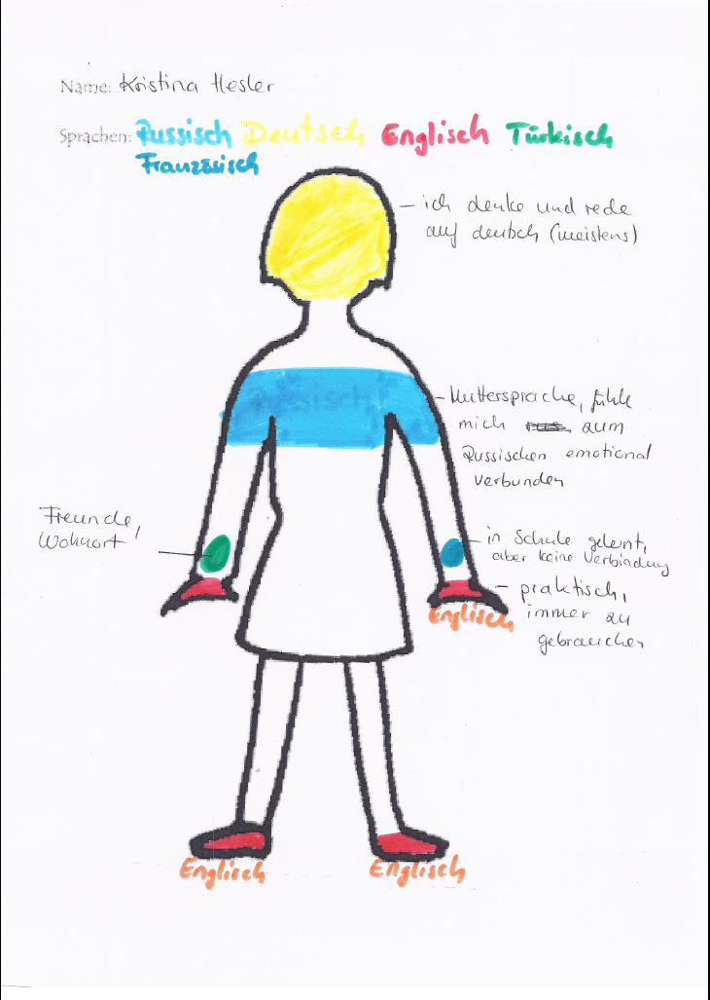 Name: Kristina Hesler
Sprachen: Russisch Deutsch Englisch Türkisch
Französisch
– ich denke und rede
auf deutsch (meistens)
Russisch
– Muttersprache, fühle
mich zum
Russischen emotional
verbunden
Freunde,
Wohnort
– in Schule gelernt,
aber keine Verbindung
– praktisch,
immer zu
gebrauchen
Englisch
Englisch
Englisch